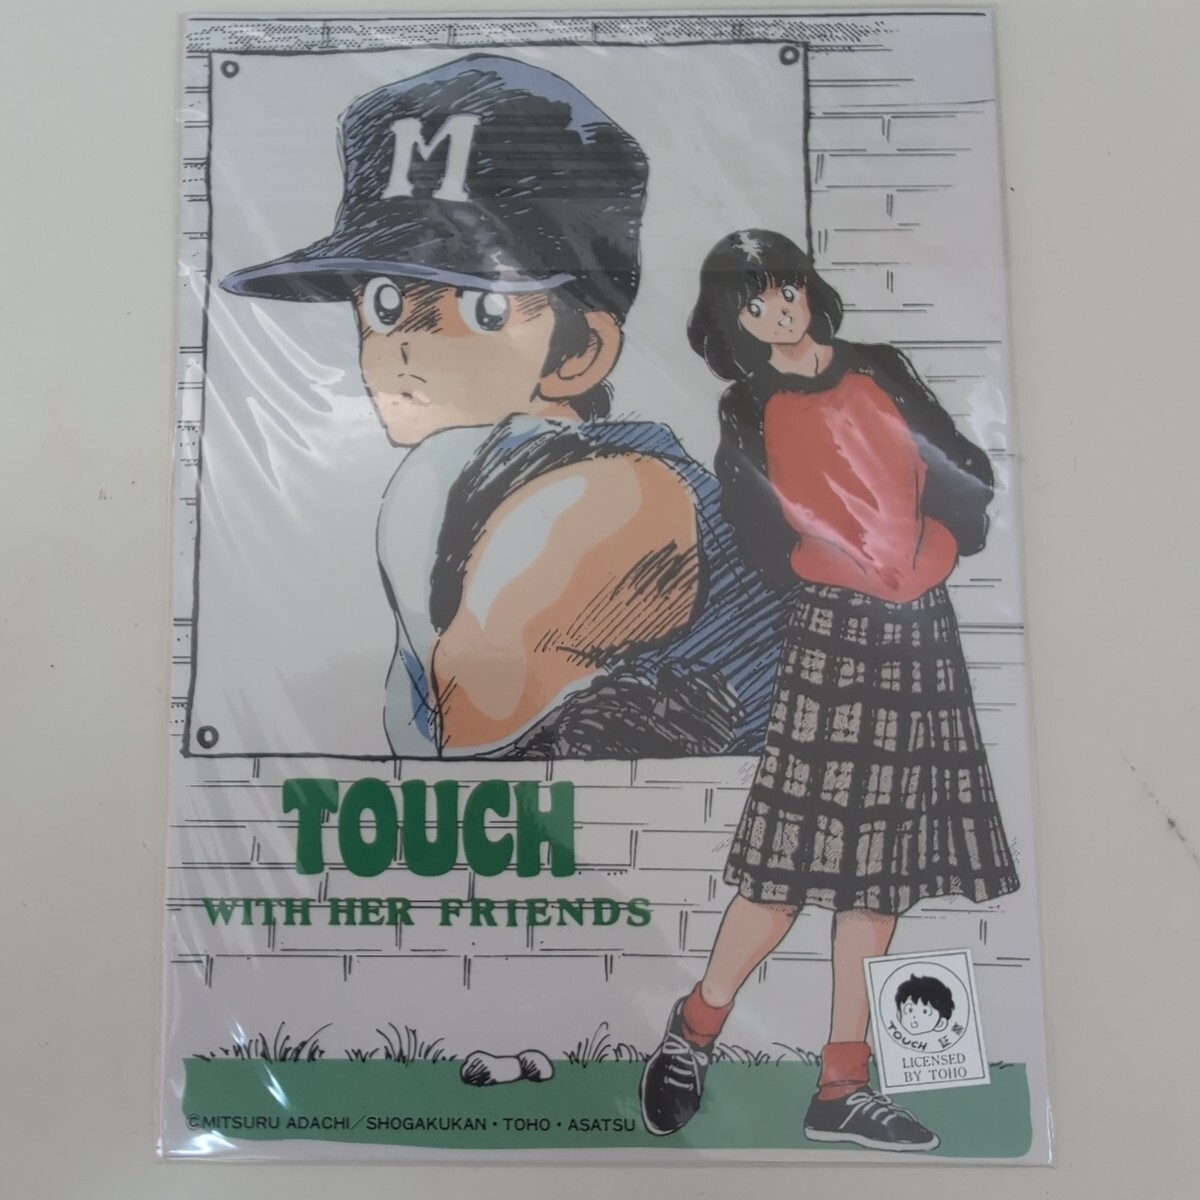 M
TOUCH
WITH HER FRIENDS
TOUCH 証票
LICENSED
BY TOHO
©MITSURU ADACHI/SHOGAKUKAN・TOHO・ASATSU